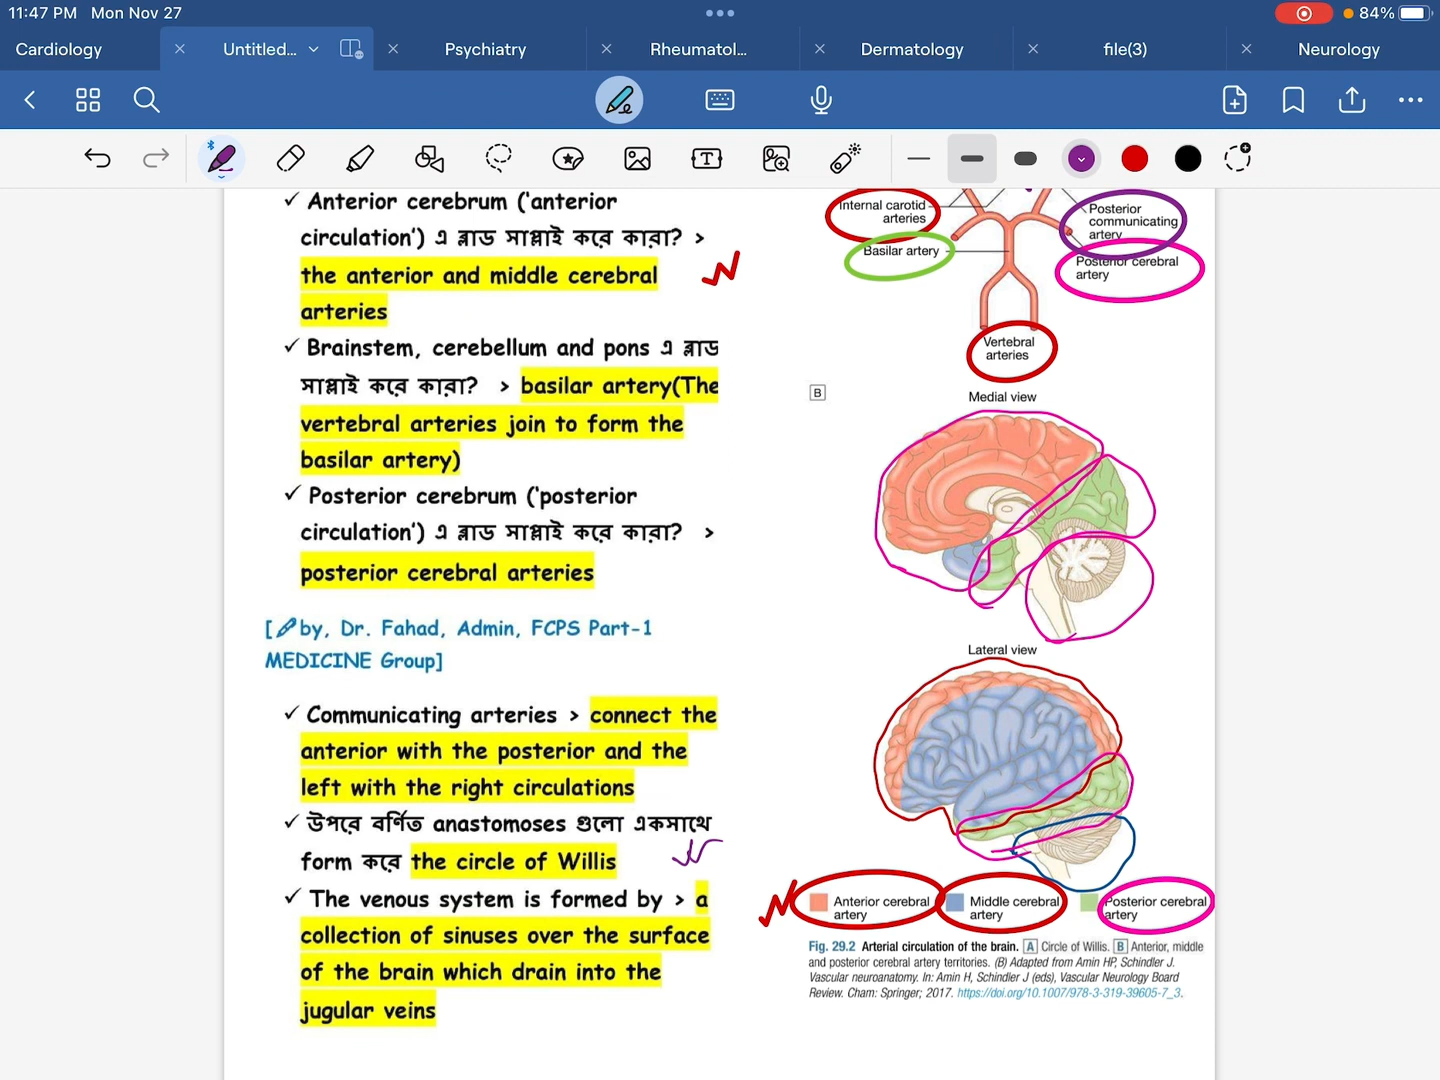 11:47 PM Mon Nov 27
84%
Cardiology
Untitled...
Psychiatry
Rheumatol...
Dermatology
file(3)
Neurology
✓ Anterior cerebrum ('anterior
circulation') এ ব্লাড সাপ্লাই করে কারা? >
the anterior and middle cerebral
arteries
✓ Brainstem, cerebellum and pons এ ব্লাড
সাপ্লাই করে কারা? > basilar artery(The
vertebral arteries join to form the
basilar artery)
✓ Posterior cerebrum ('posterior
circulation') এ ব্লাড সাপ্লাই করে কারা? >
posterior cerebral arteries
[by, Dr. Fahad, Admin, FCPS Part-1
MEDICINE Group]
✓ Communicating arteries > connect the
anterior with the posterior and the
left with the right circulations
✓ উপরে বর্ণিত anastomoses গুলো একসাথে
form করে the circle of Willis
✓ The venous system is formed by > a
collection of sinuses over the surface
of the brain which drain into the
jugular veins
Internal carotid
arteries
Basilar artery
Posterior
communicating
artery
Posterior cerebral
artery
Vertebral
arteries
B
Medial view
Lateral view
Anterior cerebral
artery
Middle cerebral
artery
Posterior cerebral
artery
Fig. 29.2 Arterial circulation of the brain. A Circle of Willis. B Anterior, middle
and posterior cerebral artery territories. (B) Adapted from Amin HP, Schindler J.
Vascular neuroanatomy. In: Amin H, Schindler J (eds), Vascular Neurology Board
Review. Cham: Springer; 2017. https://doi.org/10.1007/978-3-319-39605-7_3.